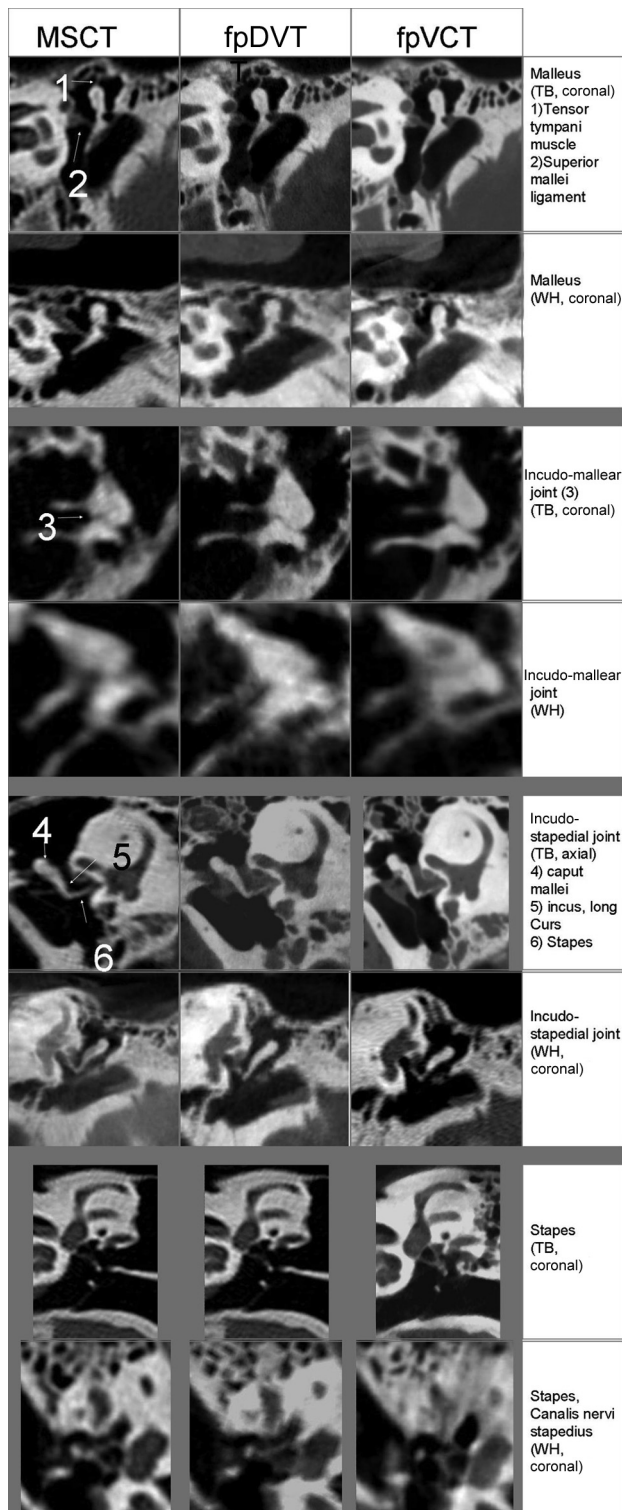 MSCT
fpDVT
T
fpVCT
1
2
Malleus
(TB, coronal)
1)Tensor
tympani
muscle
2)Superior
mallei
ligament
Malleus
(WH, coronal)
3
Incudo-mallear
joint (3)
(TB, coronal)
Incudo-mallear
joint
(WH)
4
5
6
Incudo-
stapedial joint
(TB, axial)
4) caput
mallei
5) incus, long
Curs
6) Stapes
Incudo-
stapedial joint
(WH,
coronal)
Stapes
(TB,
coronal)
Stapes,
Canalis nervi
stapedius
(WH,
coronal)